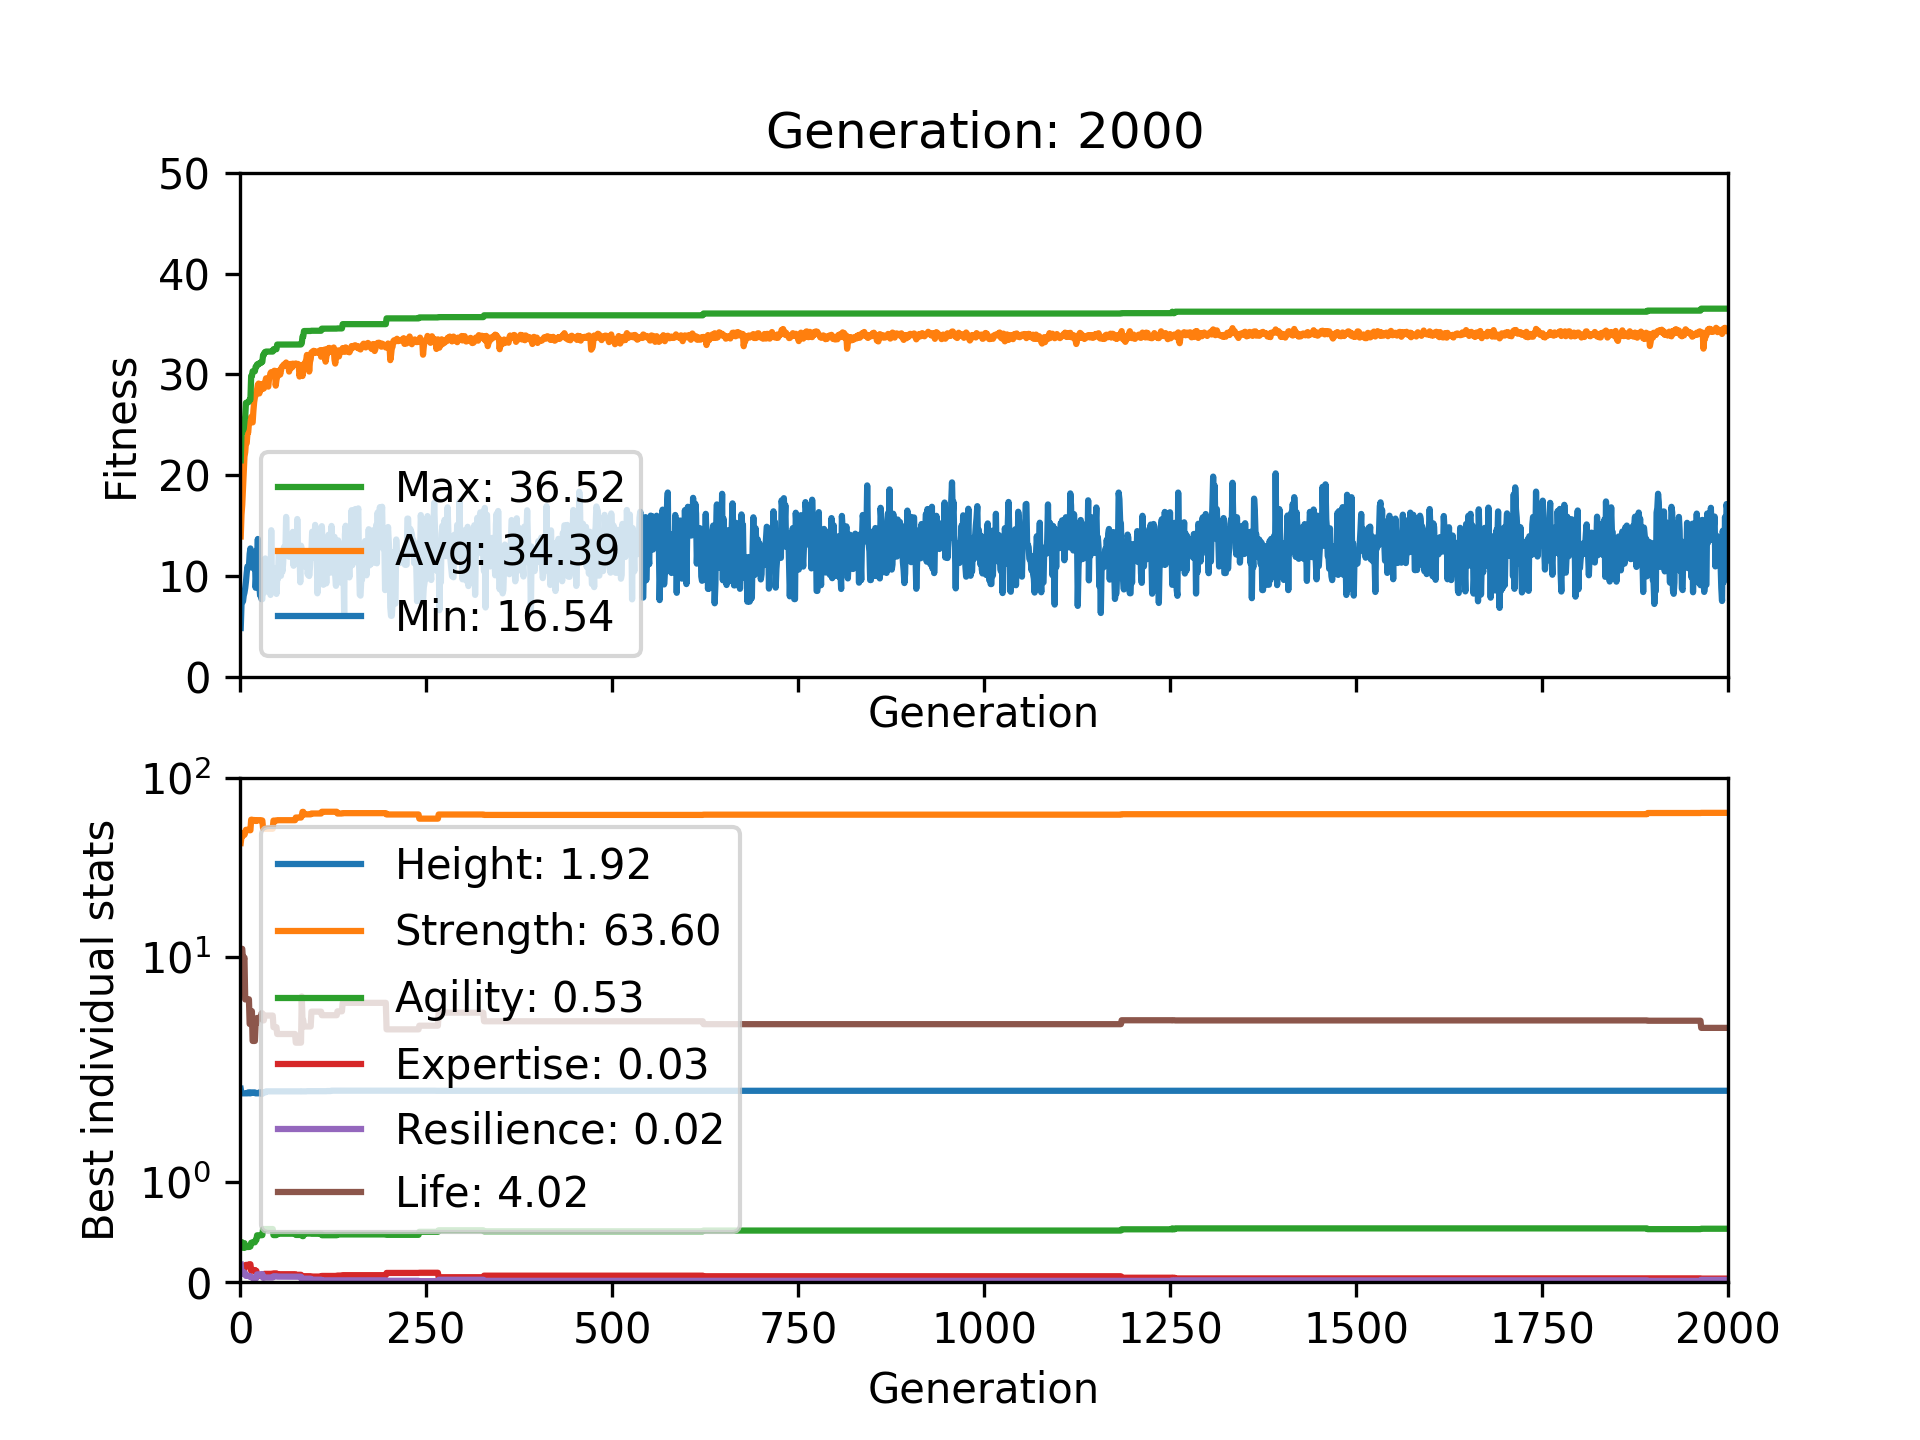 Generation: 2000
50
40
30
20
10
0
Fitness
Max: 36.52
Avg: 34.39
Min: 16.54
Generation
10²
10¹
10⁰
0
Best individual stats
Height: 1.92
Strength: 63.60
Agility: 0.53
Expertise: 0.03
Resilience: 0.02
Life: 4.02
0 250 500 750 1000 1250 1500 1750 2000
Generation